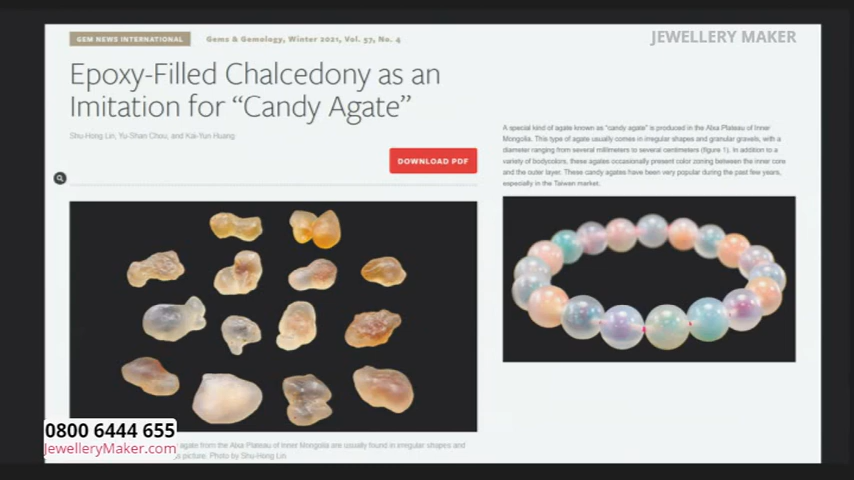 GEM NEWS INTERNATIONAL
Gems & Gemology, Winter 2021, Vol. 57, No. 4
JEWELLERY MAKER
Epoxy-Filled Chalcedony as an
Imitation for “Candy Agate”
Shu-Hong Lin, Yu-Shan Chou, and Kai-Yun Huang
DOWNLOAD PDF
A special kind of agate known as “candy agate” is produced in the Alxa Plateau of Inner
Mongolia. This type of agate usually comes in irregular shapes and granular gravels, with a
diameter ranging from several millimeters to several centimeters (figure 1). In addition to a
variety of bodycolors, these agates occasionally present color zoning between the inner core
and the outer layer. These candy agates have been very popular during the past few years,
especially in the Taiwan market.
0800 6444 655
JewelleryMaker.com
agate from the Alxa Plateau of Inner Mongolia are usually found in irregular shapes and
picture. Photo by Shu-Hong Lin.